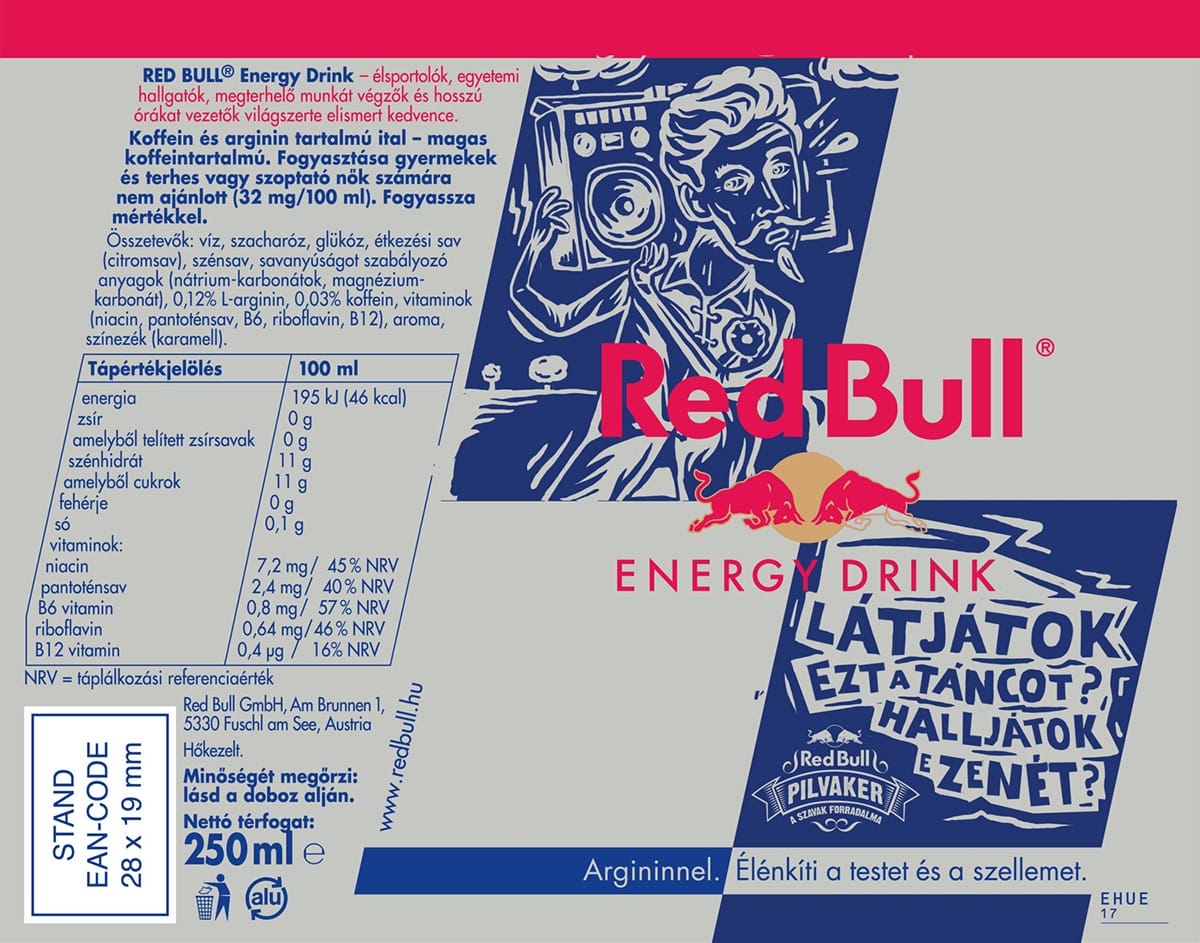 RED BULL® Energy Drink – élsportolók, egyetemi
hallgatók, megterhelő munkát végzők és hosszú
órákat vezetők világszerte elismert kedvence.
Koffein és arginin tartalmú ital – magas
koffeintartalmú. Fogyasztása gyermekek
és terhes vagy szoptató nők számára
nem ajánlott (32 mg/100 ml). Fogyassza
mértékkel.
Összetevők: víz, szacharóz, glükóz, étkezési sav
(citromsav), szénsav, savanyúságot szabályozó
anyagok (nátrium-karbonátok, magnézium-
karbonát), 0,12% L-arginin, 0,03% koffein, vitaminok
(niacin, pantoténsav, B6, riboflavin, B12), aroma,
színezék (karamell).
Tápértékjelölés 100 ml
energia 195 kJ (46 kcal)
zsír 0 g
amelyből telített zsírsavak 0 g
szénhidrát 11 g
amelyből cukrok 11 g
fehérje 0 g
só 0,1 g
vitaminok:
niacin 7,2 mg/ 45% NRV
pantoténsav 2,4 mg/ 40% NRV
B6 vitamin 0,8 mg/ 57% NRV
riboflavin 0,64 mg/46% NRV
B12 vitamin 0,4 µg / 16% NRV
NRV = táplálkozási referenciaérték
STAND
EAN-CODE
28 x 19 mm
Red Bull GmbH, Am Brunnen 1,
5330 Fuschl am See, Austria
Hőkezelt.
Minőségét megőrzi:
lásd a doboz alján.
Nettó térfogat:
250 ml ℮
alu
www.redbull.hu
Red Bull®
ENERGY DRINK
LÁTJÁTOK
EZT A TÁNCOT?
HALLJÁTOK
E ZENÉT?
Red Bull
PILVAKER
A SZAVAK FORRADALMA
Argininnel. Élénkíti a testet és a szellemet.
EHUE
17